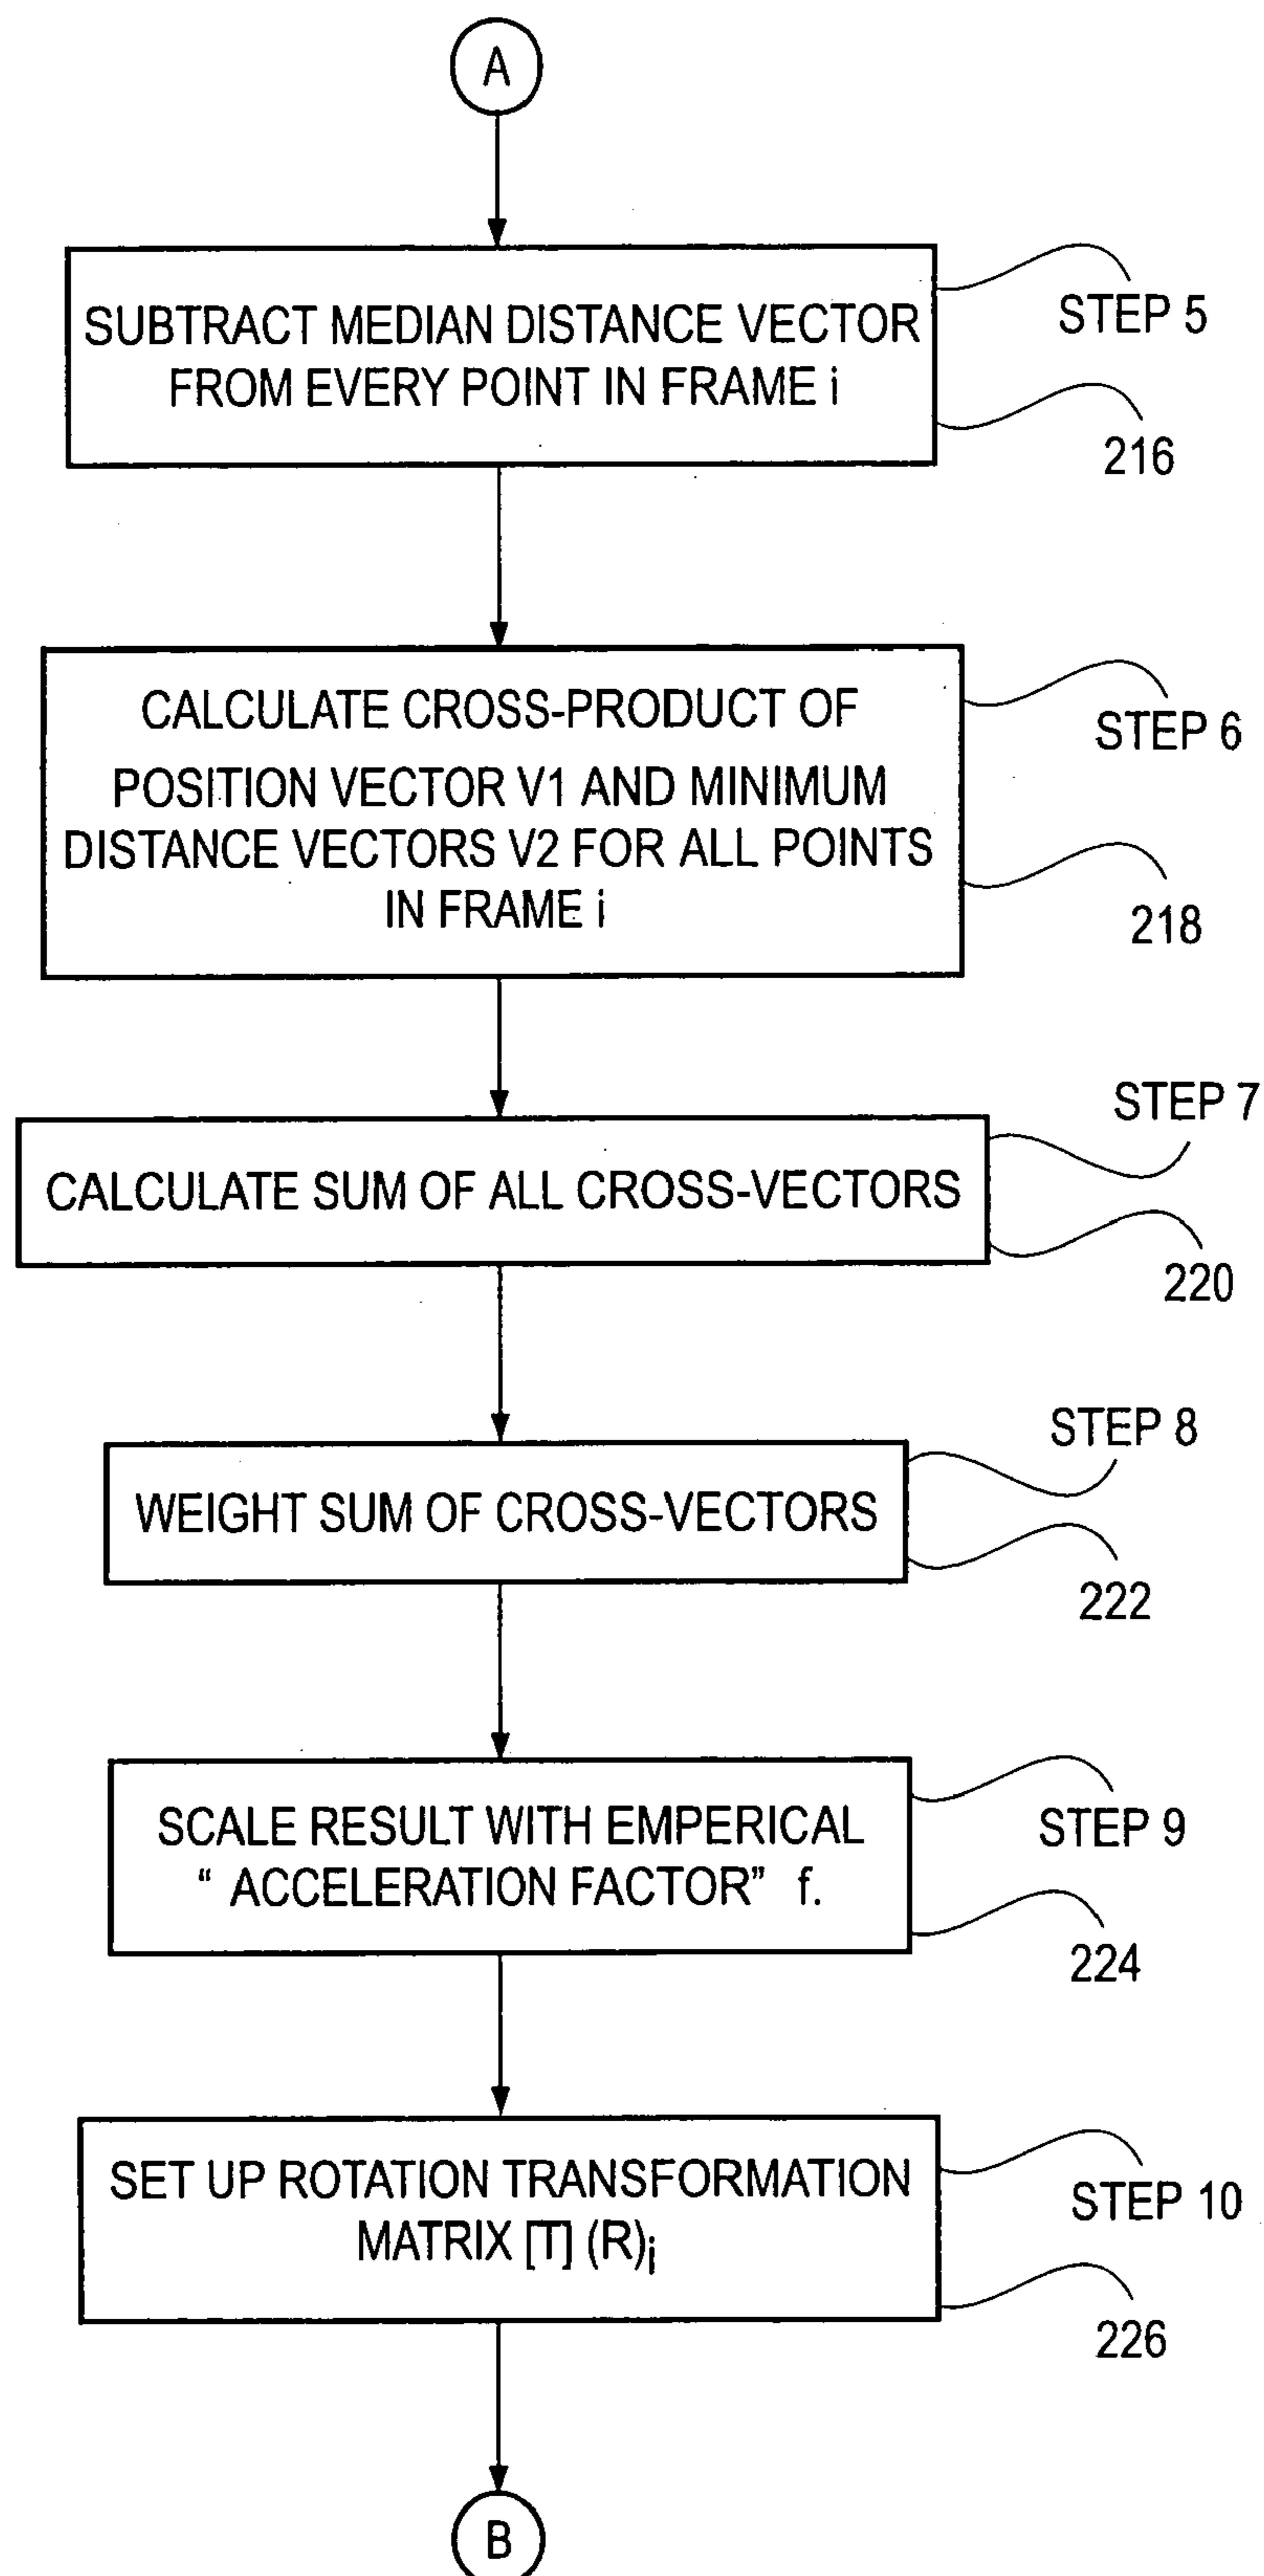 A
SUBTRACT MEDIAN DISTANCE VECTOR
FROM EVERY POINT IN FRAME i
STEP 5
216
CALCULATE CROSS-PRODUCT OF
POSITION VECTOR V1 AND MINIMUM
DISTANCE VECTORS V2 FOR ALL POINTS
IN FRAME i
STEP 6
218
CALCULATE SUM OF ALL CROSS-VECTORS
STEP 7
220
WEIGHT SUM OF CROSS-VECTORS
STEP 8
222
SCALE RESULT WITH EMPERICAL
“ ACCELERATION FACTOR” f.
STEP 9
224
SET UP ROTATION TRANSFORMATION
MATRIX [T] (R)i
STEP 10
226
B